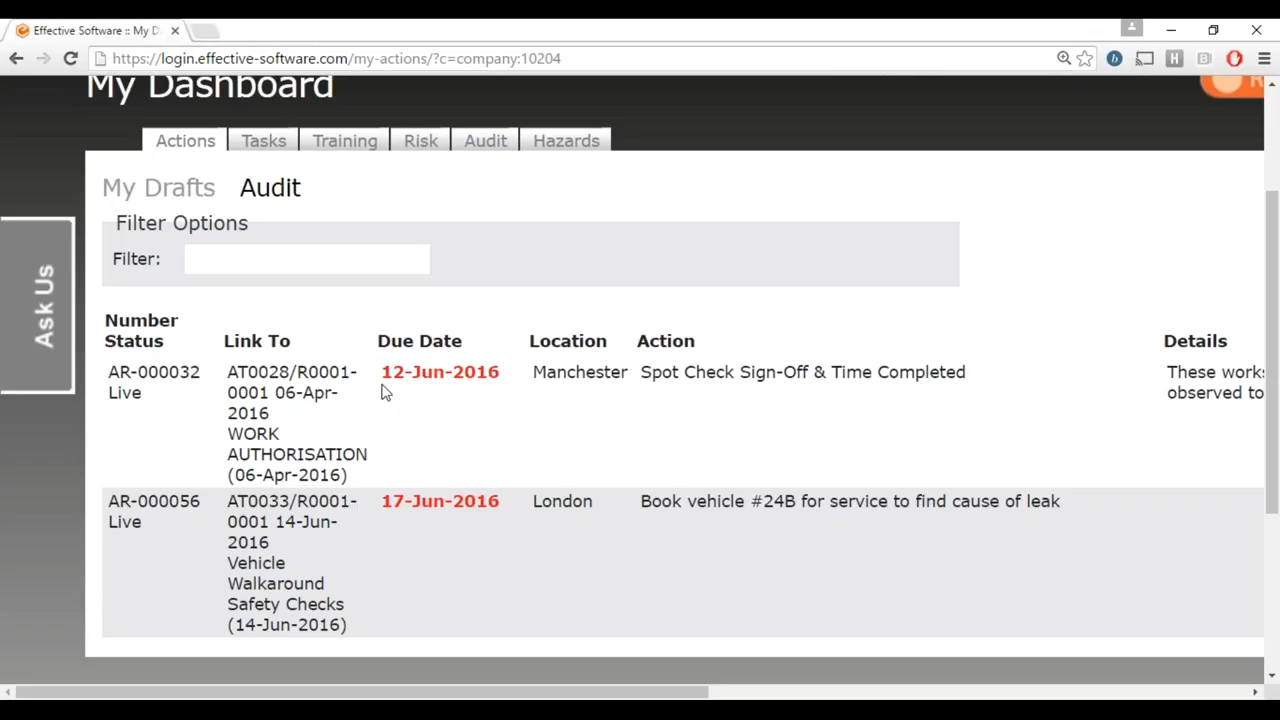 Effective Software :: My D
https://login.effective-software.com/my-actions/?c=company:10204
My Dashboard
Actions Tasks Training Risk Audit Hazards
My Drafts Audit
Filter Options
Filter:
Ask Us
Number
Status Link To Due Date Location Action Details
AR-000032 AT0028/R0001- 12-Jun-2016 Manchester Spot Check Sign-Off & Time Completed These works
Live 0001 06-Apr- observed to
2016
WORK
AUTHORISATION
(06-Apr-2016)
AR-000056 AT0033/R0001- 17-Jun-2016 London Book vehicle #24B for service to find cause of leak
Live 0001 14-Jun-
2016
Vehicle
Walkaround
Safety Checks
(14-Jun-2016)